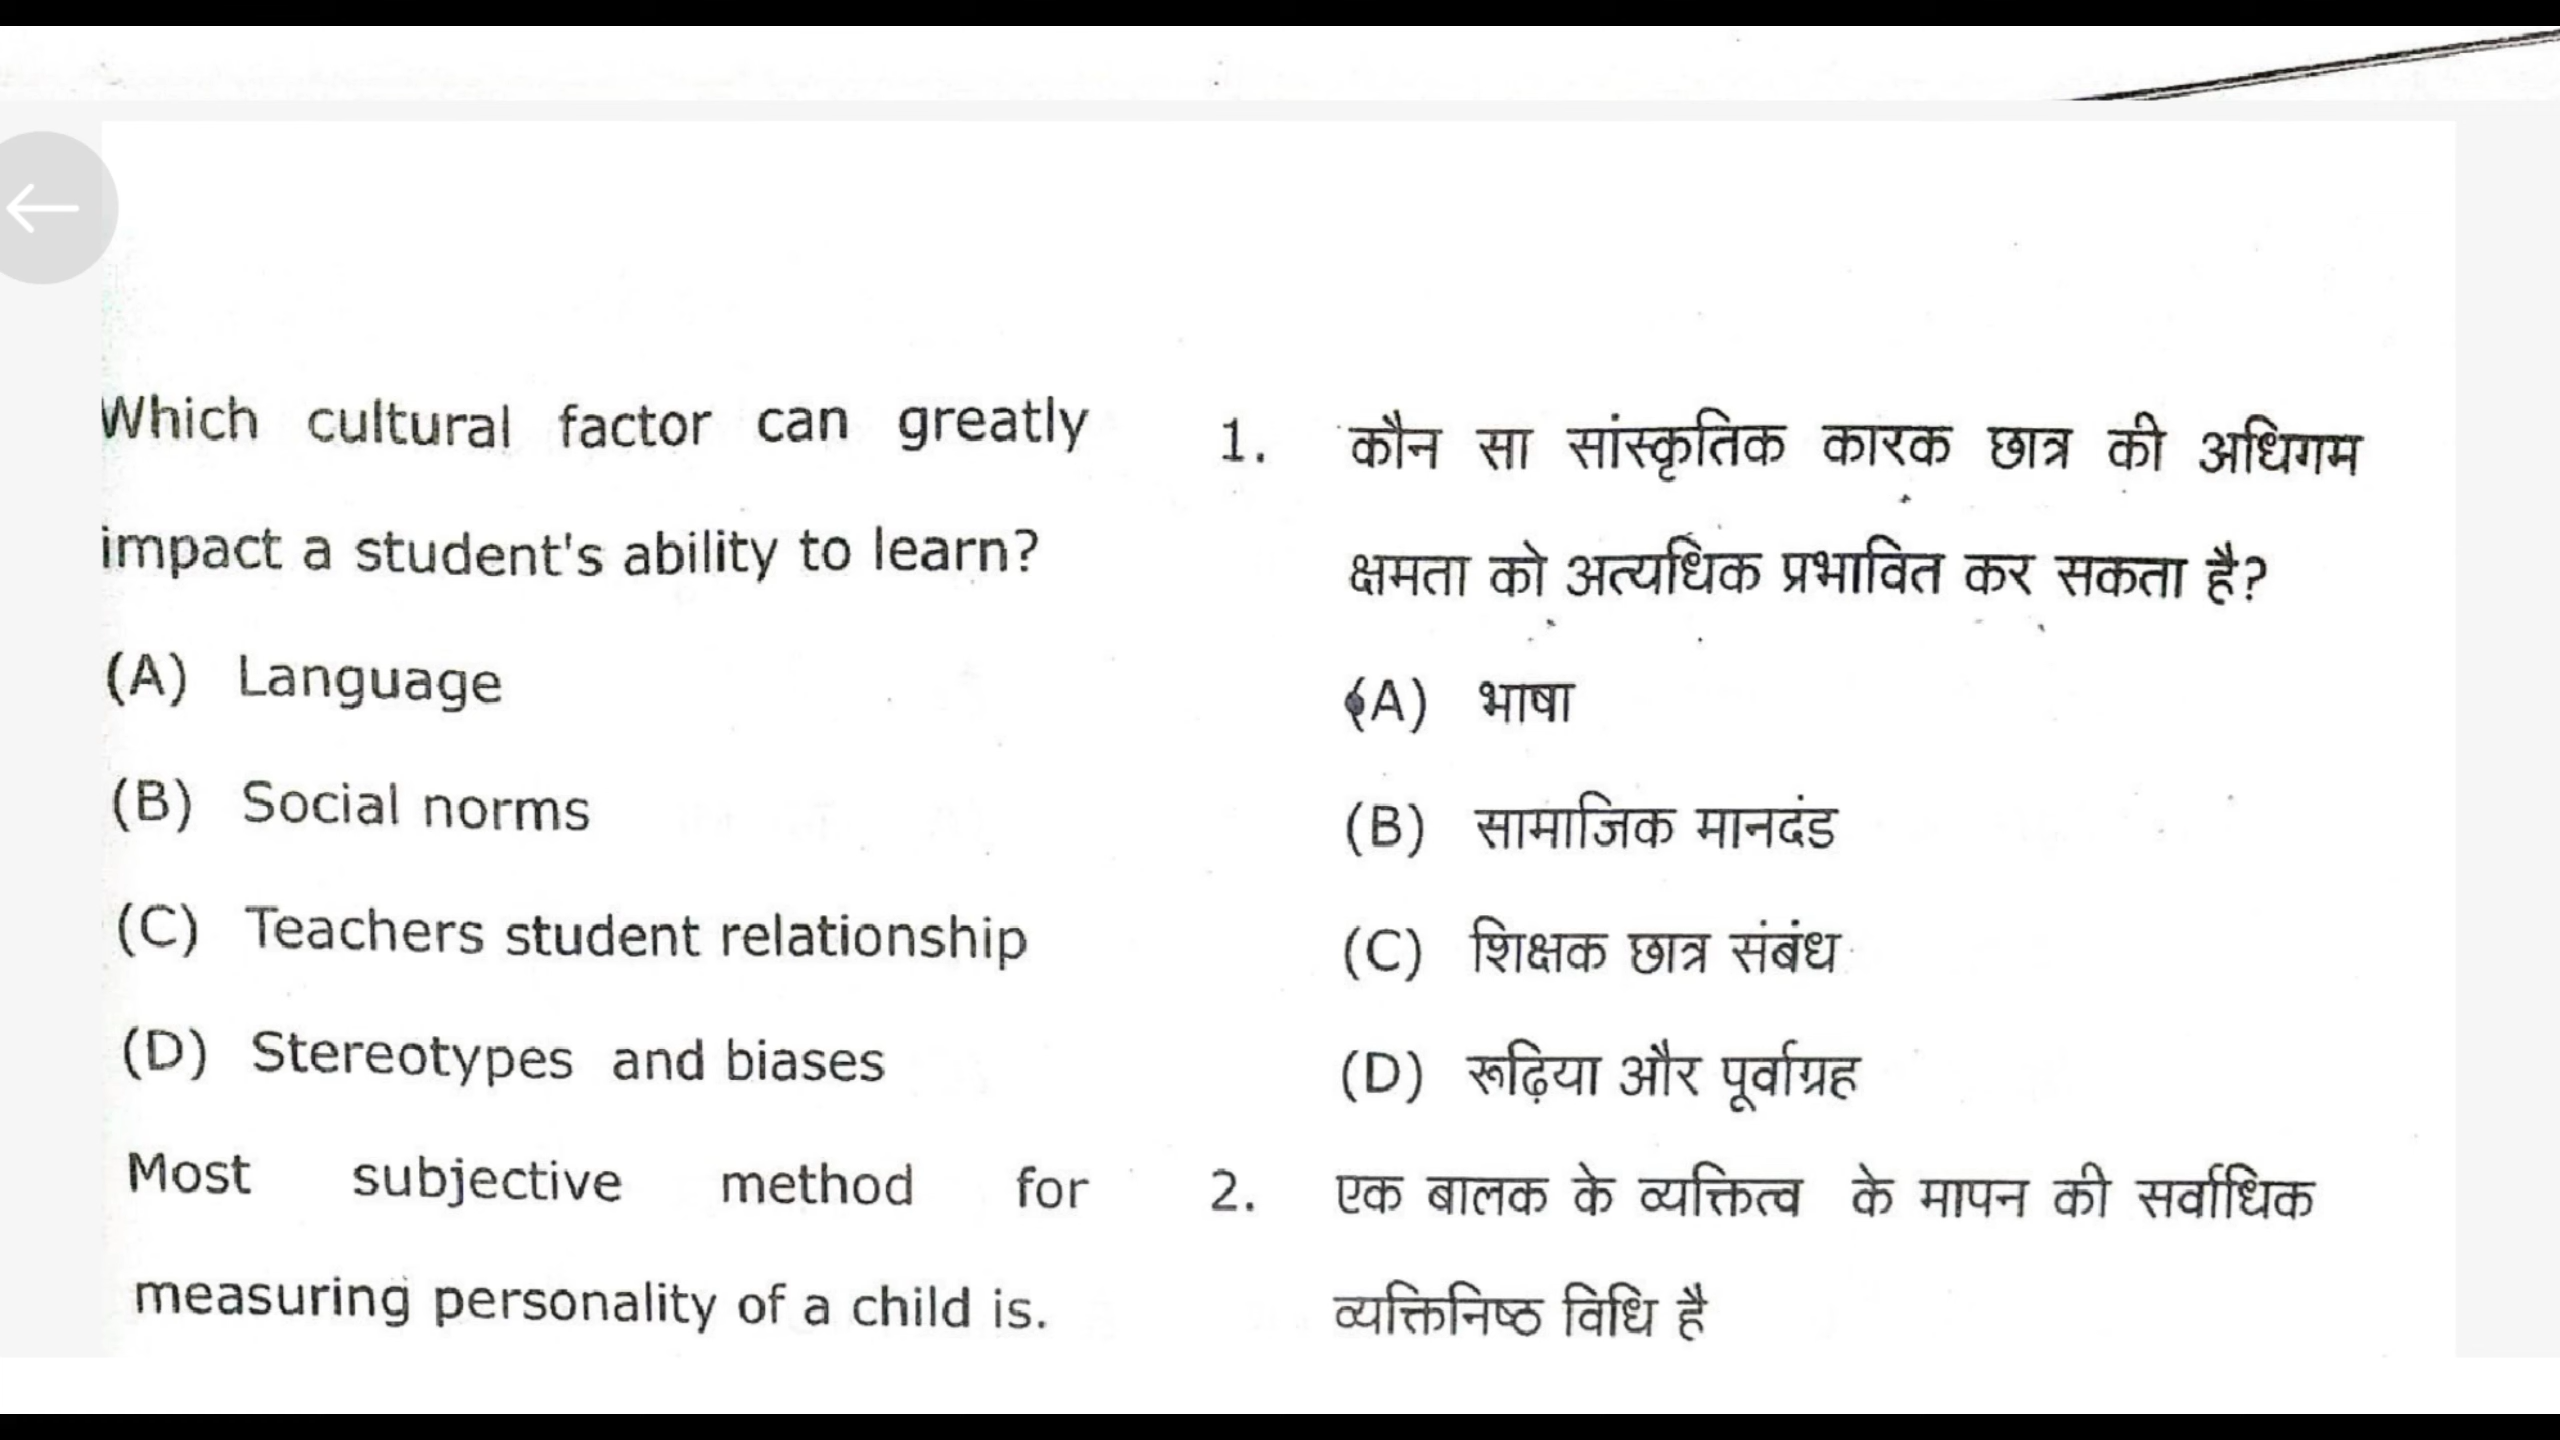 Which cultural factor can greatly
impact a student's ability to learn?
(A) Language
(B) Social norms
(C) Teachers student relationship
(D) Stereotypes and biases
Most subjective method for
measuring personality of a child is.
1. कौन सा सांस्कृतिक कारक छात्र की अधिगम
क्षमता को अत्यधिक प्रभावित कर सकता है?
(A) भाषा
(B) सामाजिक मानदंड
(C) शिक्षक छात्र संबंध
(D) रूढ़िया और पूर्वाग्रह
2. एक बालक के व्यक्तित्व के मापन की सर्वाधिक
व्यक्तिनिष्ठ विधि है